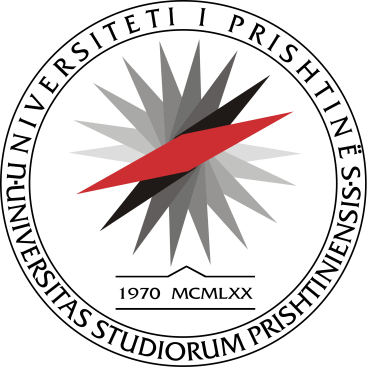 UNIVERSITETI I PRISHTINËS
UNIVERSITAS STUDIORUM PRISHTINIENSIS
1970 MCMLXX